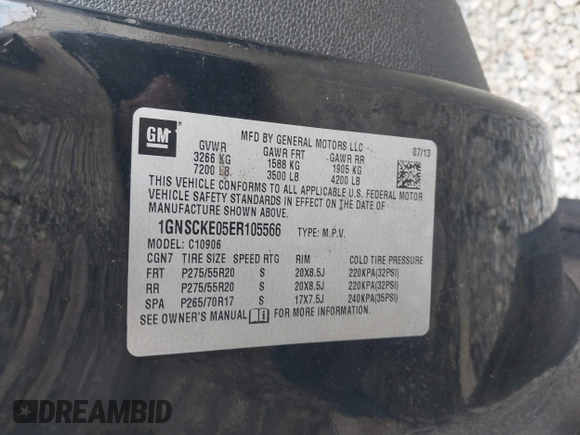 GM
MFD BY GENERAL MOTORS LLC
07/13
GVWR GAWR FRT GAWR RR
3266 KG 1588 KG 1905 KG
7200 LB 3500 LB 4200 LB
THIS VEHICLE CONFORMS TO ALL APPLICABLE U.S. FEDERAL MOTOR
VEHICLE SAFETY STANDARDS IN EFFECT ON THE DATE OF
MANUFACTURE SHOWN ABOVE.
1GNSCKE05ER105566 TYPE: M.P.V.
MODEL: C10906
CGN7 TIRE SIZE SPEED RTG RIM COLD TIRE PRESSURE
FRT P275/55R20 S 20X8.5J 220KPA(32PSI)
RR P275/55R20 S 20X8.5J 220KPA(32PSI)
SPA P265/70R17 S 17X7.5J 240KPA(35PSI)
SEE OWNER'S MANUAL FOR MORE INFORMATION.
DREAMBID